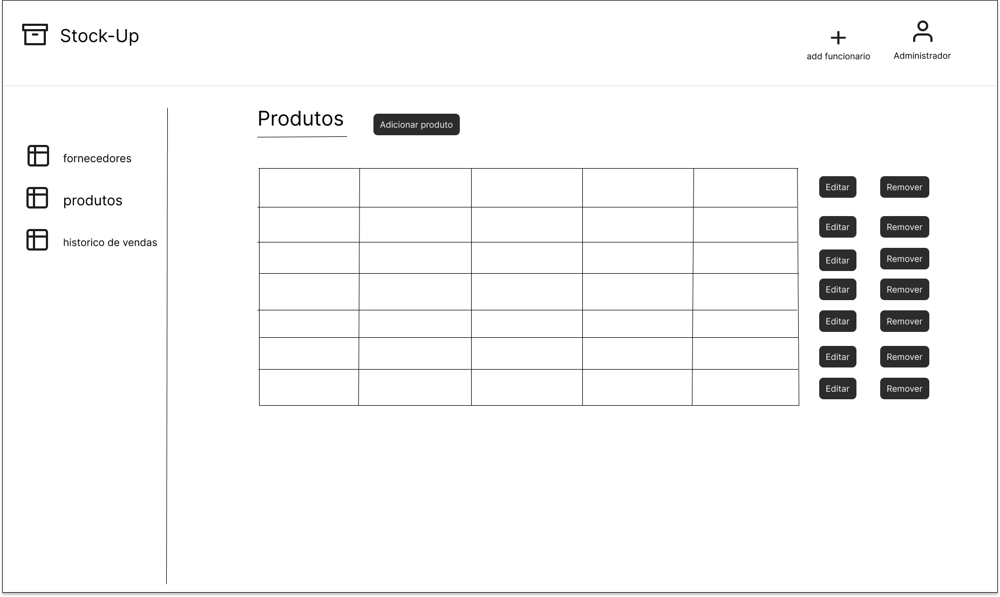 Stock-Up
add funcionario
Administrador
Produtos
Adicionar produto
fornecedores
produtos
historico de vendas
Editar Remover
Editar Remover
Editar Remover
Editar Remover
Editar Remover
Editar Remover
Editar Remover